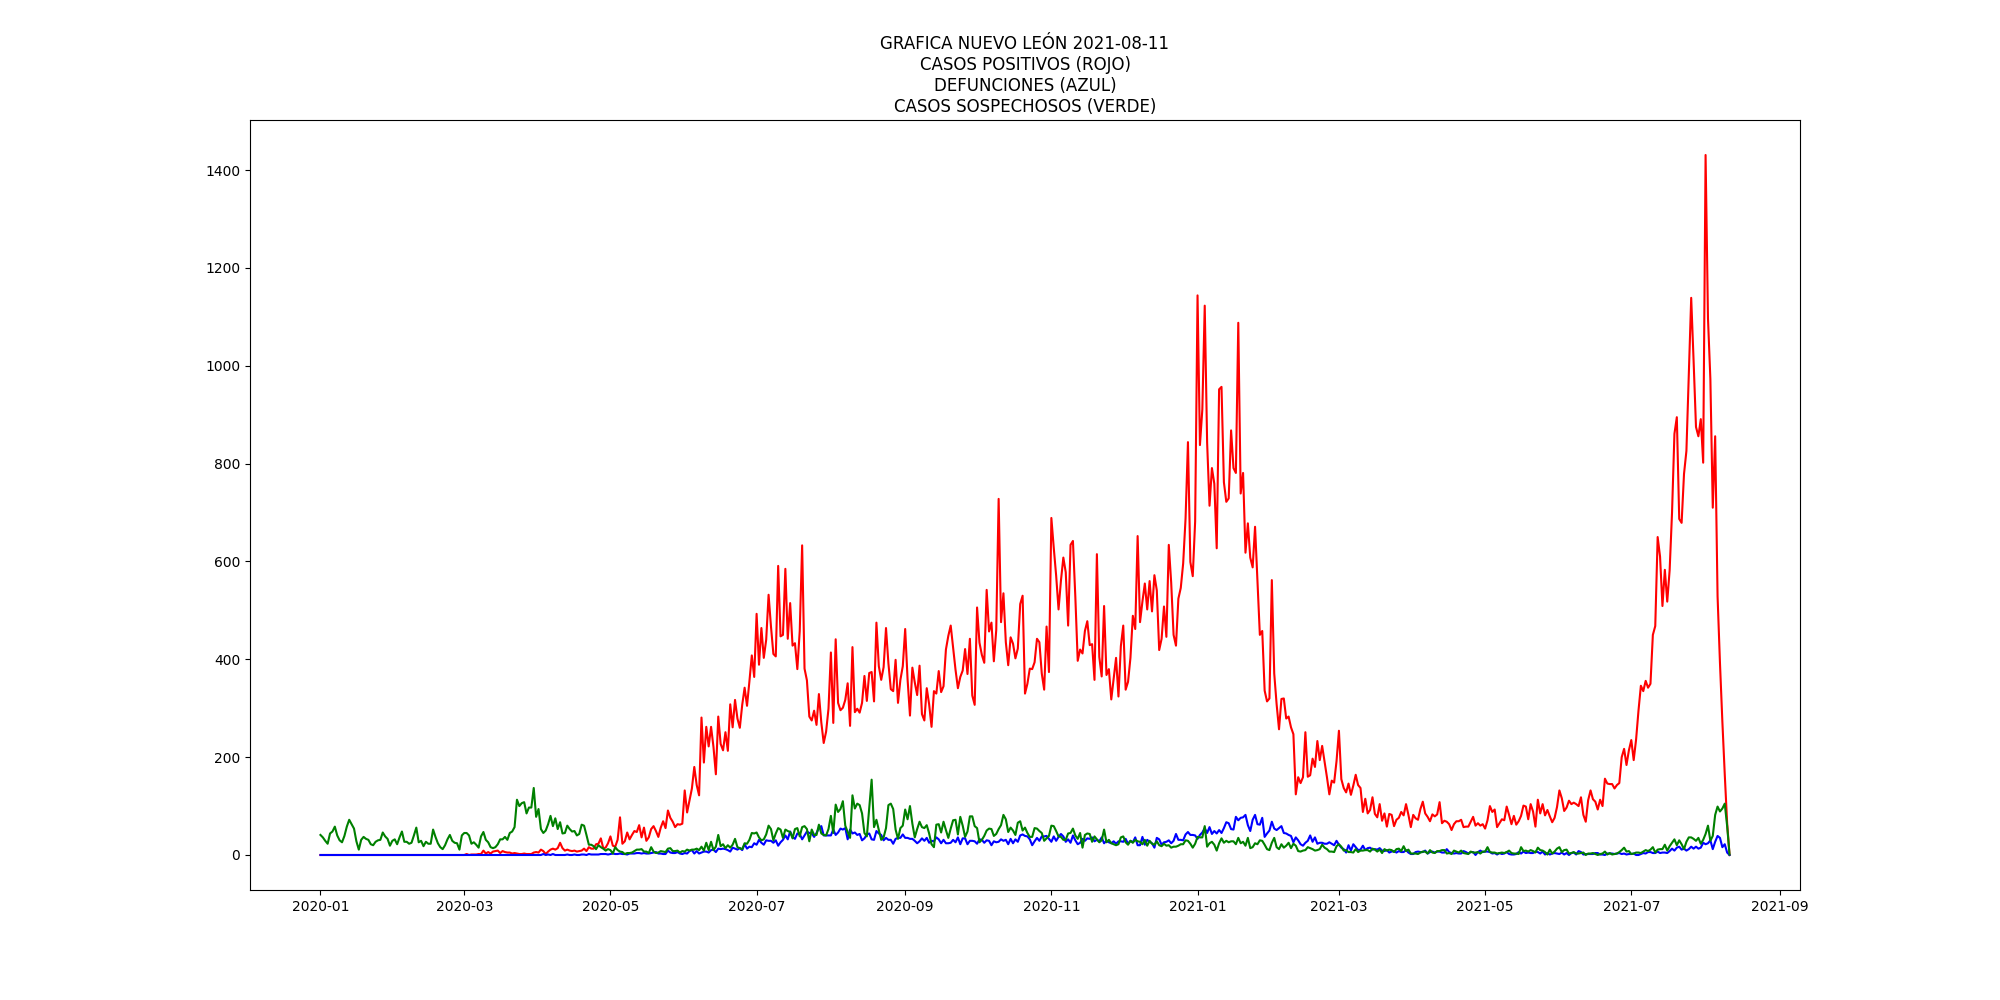 GRAFICA NUEVO LEÓN 2021-08-11
CASOS POSITIVOS (ROJO)
DEFUNCIONES (AZUL)
CASOS SOSPECHOSOS (VERDE)
1400
1200
1000
800
600
400
200
0
2020-01 2020-03 2020-05 2020-07 2020-09 2020-11 2021-01 2021-03 2021-05 2021-07 2021-09